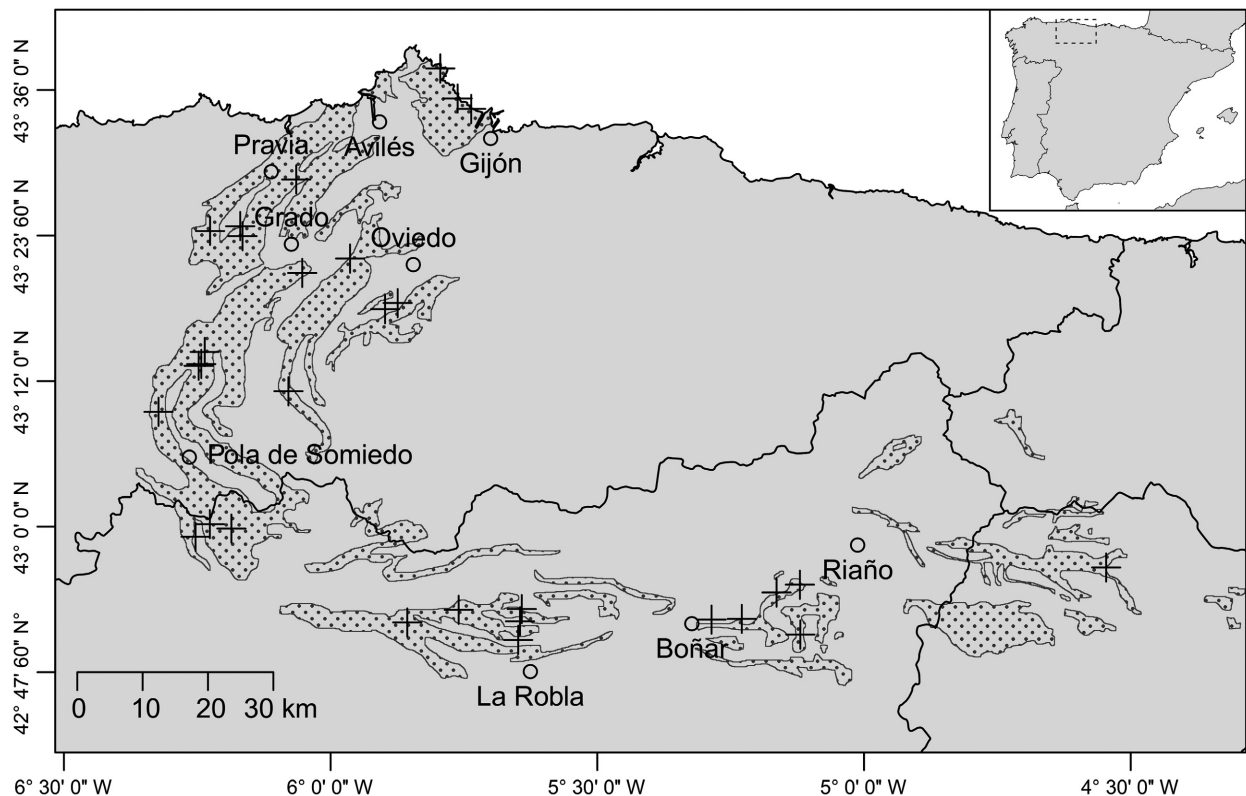 43° 36' 0" N
43° 23' 60" N
43° 12' 0" N
43° 0' 0" N
42° 47' 60" N°
Pravia
Avilés
Gijón
Grado
Oviedo
Pola de Somiedo
Riaño
Boñar
La Robla
0 10 20 30 km
6° 30' 0" W 6° 0' 0" W 5° 30' 0" W 5° 0' 0" W 4° 30' 0" W